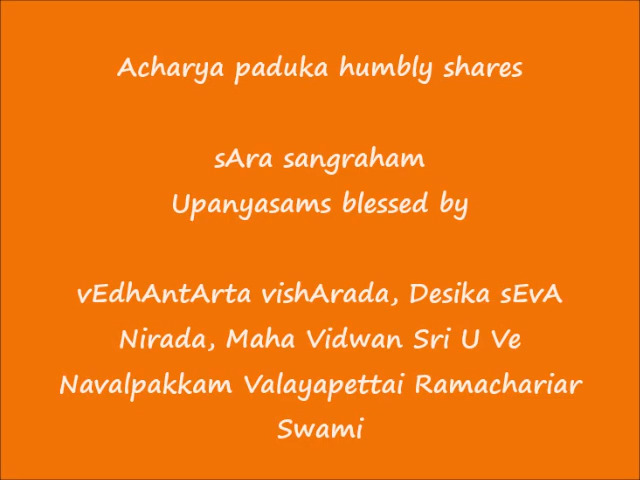 Acharya paduka humbly shares
sAra sangraham
Upanyasams blessed by
vEdhAntArta vishArada, Desika sEvA
Nirada, Maha Vidwan Sri U Ve
Navalpakkam Valayapettai Ramachariar
Swami